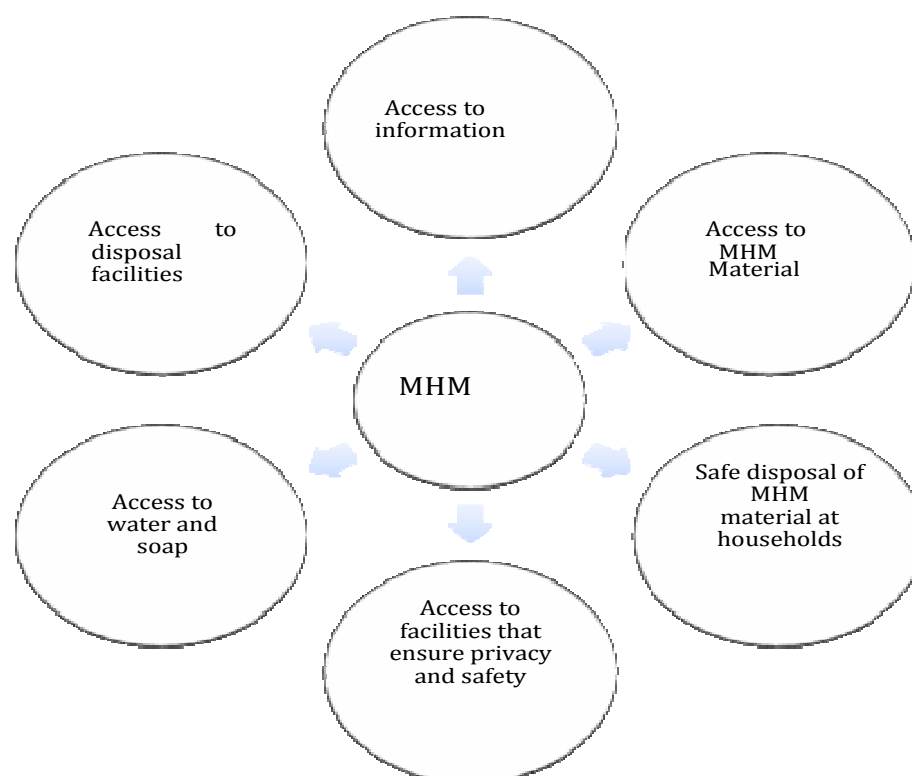 Access to
information
Access to
disposal
facilities
Access to
MHM
Material
MHM
Access to
water and
soap
Safe disposal of
MHM
material at
households
Access to
facilities that
ensure privacy
and safety